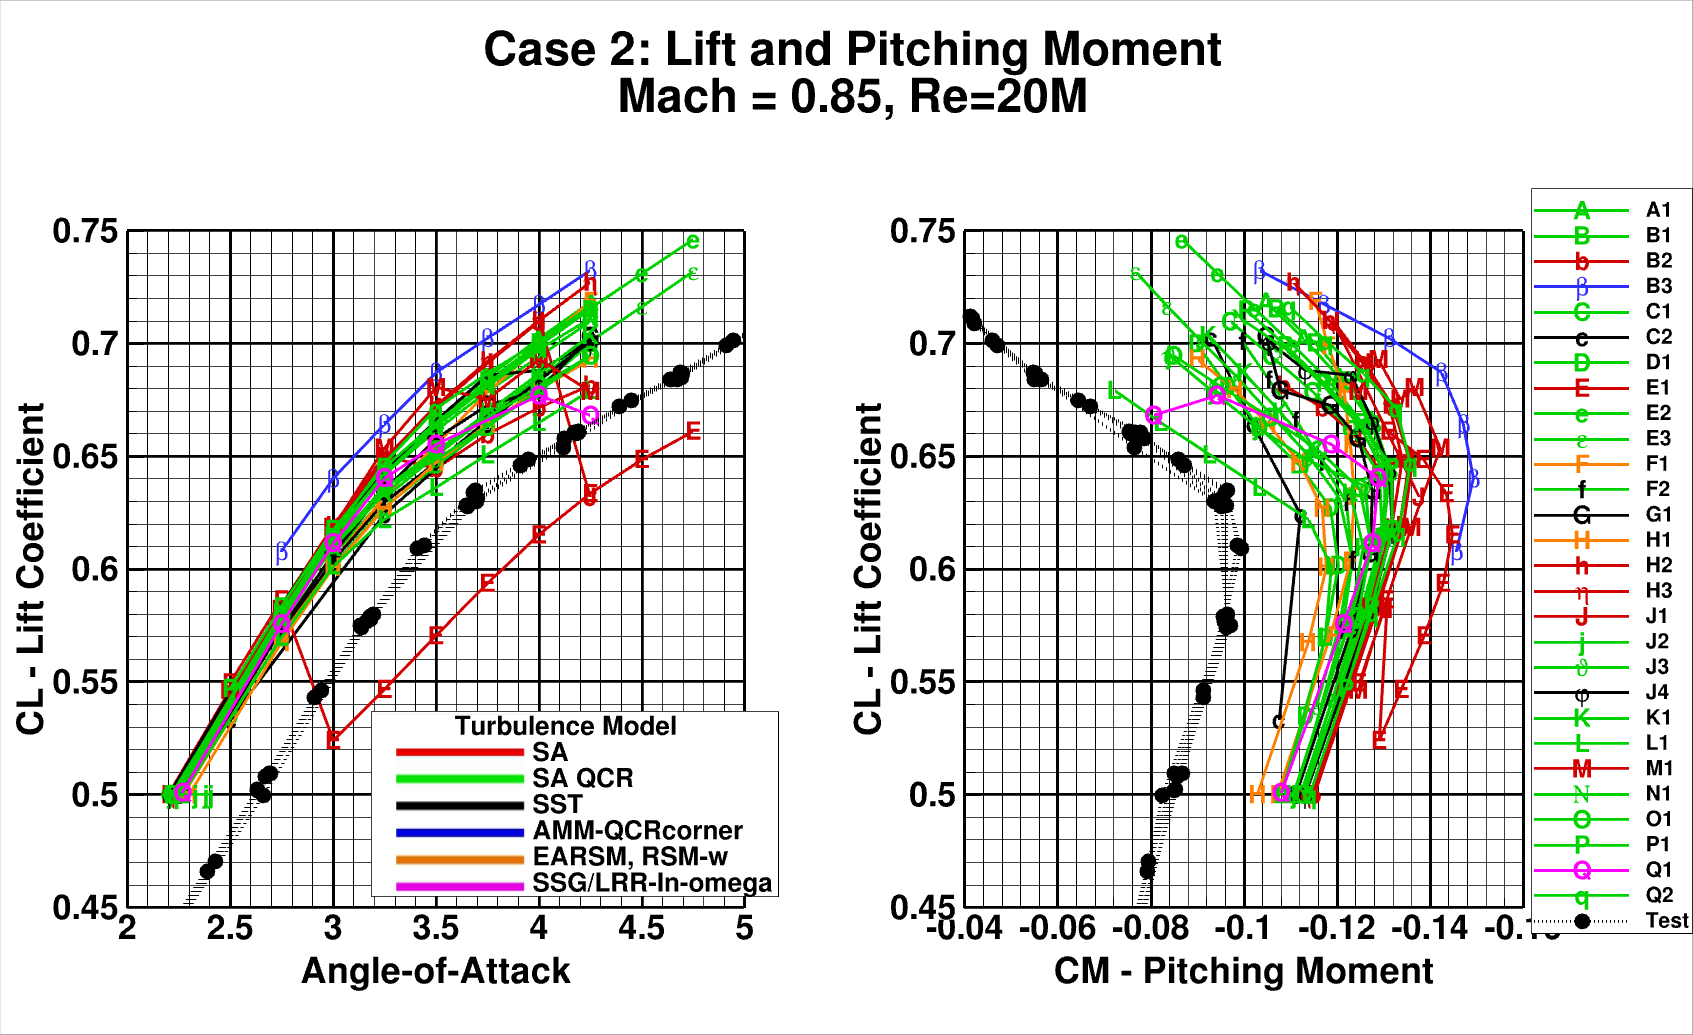 Case 2: Lift and Pitching Moment
Mach = 0.85, Re=20M
CL - Lift Coefficient
0.75
0.7
0.65
0.6
0.55
0.5
0.45
2 2.5 3 3.5 4 4.5 5
Angle-of-Attack
Turbulence Model
SA
SA QCR
SST
AMM-QCRcorner
EARSM, RSM-w
SSG/LRR-ln-omega
CL - Lift Coefficient
0.75
0.7
0.65
0.6
0.55
0.5
0.45
-0.04 -0.06 -0.08 -0.1 -0.12 -0.14
CM - Pitching Moment
A A1
B B1
b B2
β B3
C C1
c C2
D D1
E E1
e E2
ε E3
F F1
f F2
G G1
H H1
h H2
η H3
J J1
j J2
ϑ J3
φ J4
K K1
L L1
M M1
N N1
O O1
P P1
Q Q1
q Q2
Test